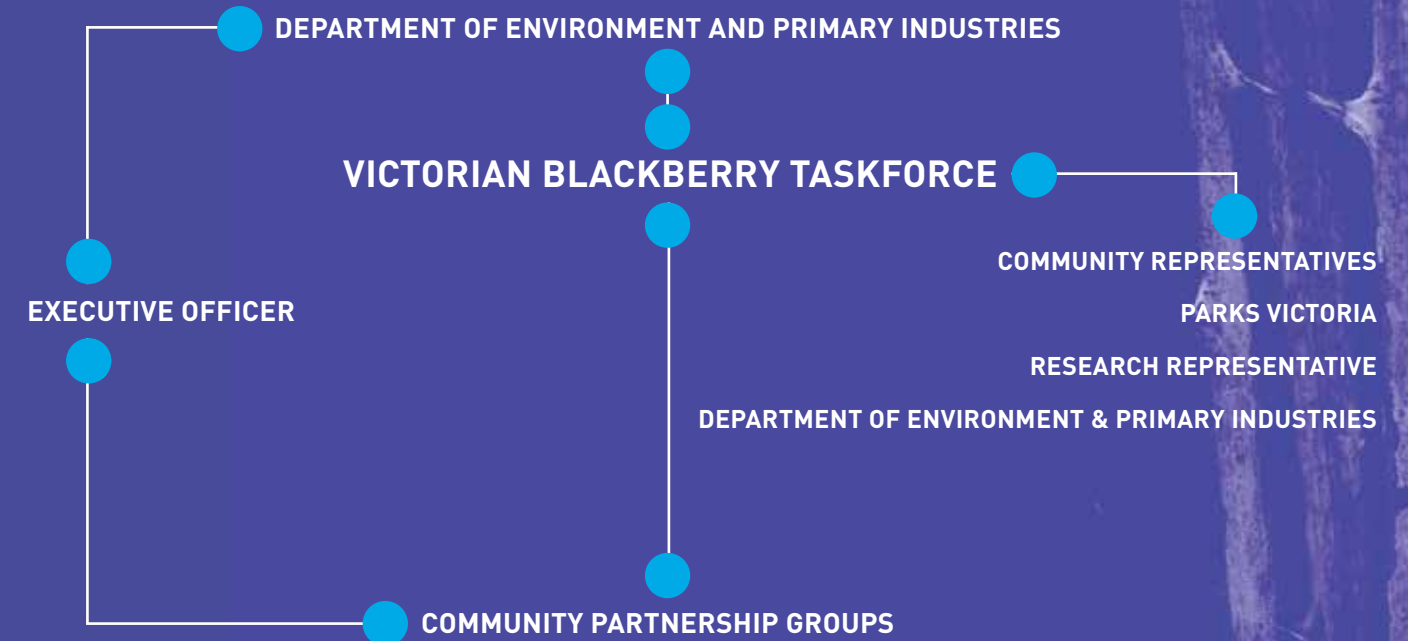 DEPARTMENT OF ENVIRONMENT AND PRIMARY INDUSTRIES
VICTORIAN BLACKBERRY TASKFORCE
COMMUNITY REPRESENTATIVES
EXECUTIVE OFFICER
PARKS VICTORIA
RESEARCH REPRESENTATIVE
DEPARTMENT OF ENVIRONMENT & PRIMARY INDUSTRIES
COMMUNITY PARTNERSHIP GROUPS